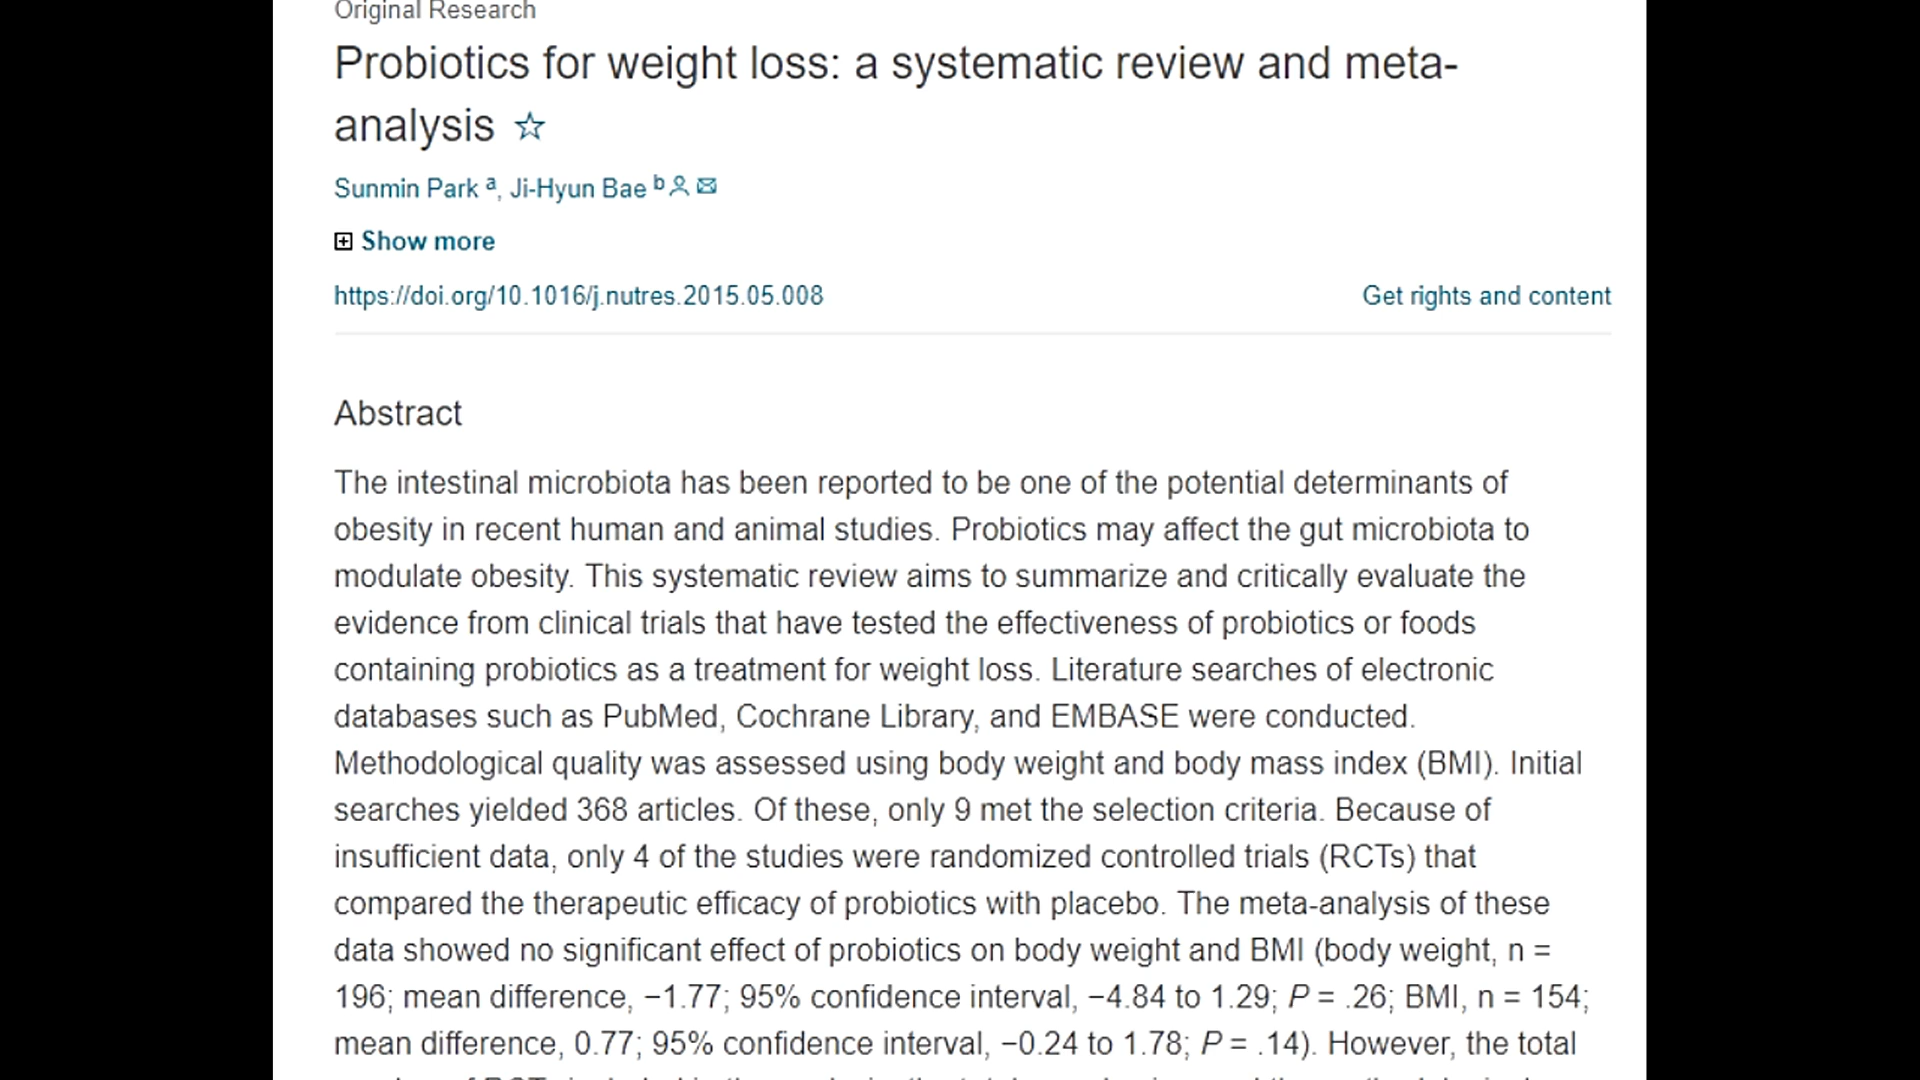 Original Research
Probiotics for weight loss: a systematic review and meta-
analysis ☆
Sunmin Park a, Ji-Hyun Bae b
Show more
https://doi.org/10.1016/j.nutres.2015.05.008
Get rights and content
Abstract
The intestinal microbiota has been reported to be one of the potential determinants of
obesity in recent human and animal studies. Probiotics may affect the gut microbiota to
modulate obesity. This systematic review aims to summarize and critically evaluate the
evidence from clinical trials that have tested the effectiveness of probiotics or foods
containing probiotics as a treatment for weight loss. Literature searches of electronic
databases such as PubMed, Cochrane Library, and EMBASE were conducted.
Methodological quality was assessed using body weight and body mass index (BMI). Initial
searches yielded 368 articles. Of these, only 9 met the selection criteria. Because of
insufficient data, only 4 of the studies were randomized controlled trials (RCTs) that
compared the therapeutic efficacy of probiotics with placebo. The meta-analysis of these
data showed no significant effect of probiotics on body weight and BMI (body weight, n =
196; mean difference, −1.77; 95% confidence interval, −4.84 to 1.29; P = .26; BMI, n = 154;
mean difference, 0.77; 95% confidence interval, −0.24 to 1.78; P = .14). However, the total